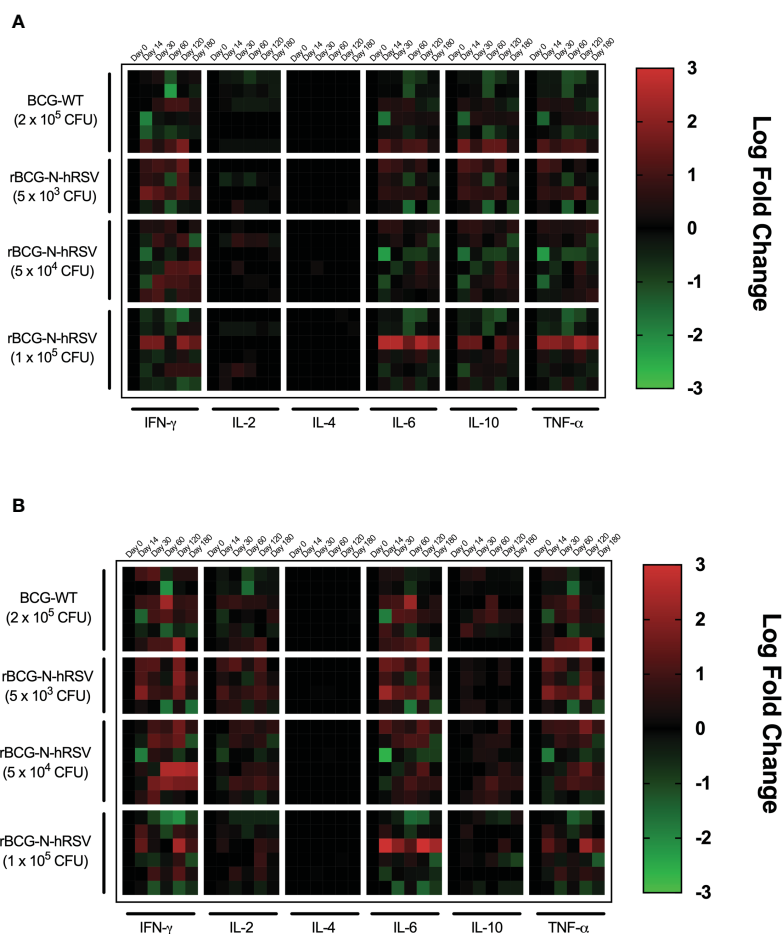 A
Day 0 Day 14 Day 30 Day 60 Day 120 Day 180 Day 0 Day 14 Day 30 Day 60 Day 120 Day 180 Day 0 Day 14 Day 30 Day 60 Day 120 Day 180 Day 0 Day 14 Day 30 Day 60 Day 120 Day 180 Day 0 Day 14 Day 30 Day 60 Day 120 Day 180 Day 0 Day 14 Day 30 Day 60 Day 120 Day 180
BCG-WT
(2 x 10⁵ CFU)
rBCG-N-hRSV
(5 x 10³ CFU)
rBCG-N-hRSV
(5 x 10⁴ CFU)
rBCG-N-hRSV
(1 x 10⁵ CFU)
IFN-γ IL-2 IL-4 IL-6 IL-10 TNF-α
3
2
1
0
-1
-2
-3
Log Fold Change
B
Day 0 Day 14 Day 30 Day 60 Day 120 Day 180 Day 0 Day 14 Day 30 Day 60 Day 120 Day 180 Day 0 Day 14 Day 30 Day 60 Day 120 Day 180 Day 0 Day 14 Day 30 Day 60 Day 120 Day 180 Day 0 Day 14 Day 30 Day 60 Day 120 Day 180 Day 0 Day 14 Day 30 Day 60 Day 120 Day 180
BCG-WT
(2 x 10⁵ CFU)
rBCG-N-hRSV
(5 x 10³ CFU)
rBCG-N-hRSV
(5 x 10⁴ CFU)
rBCG-N-hRSV
(1 x 10⁵ CFU)
IFN-γ IL-2 IL-4 IL-6 IL-10 TNF-α
3
2
1
0
-1
-2
-3
Log Fold Change